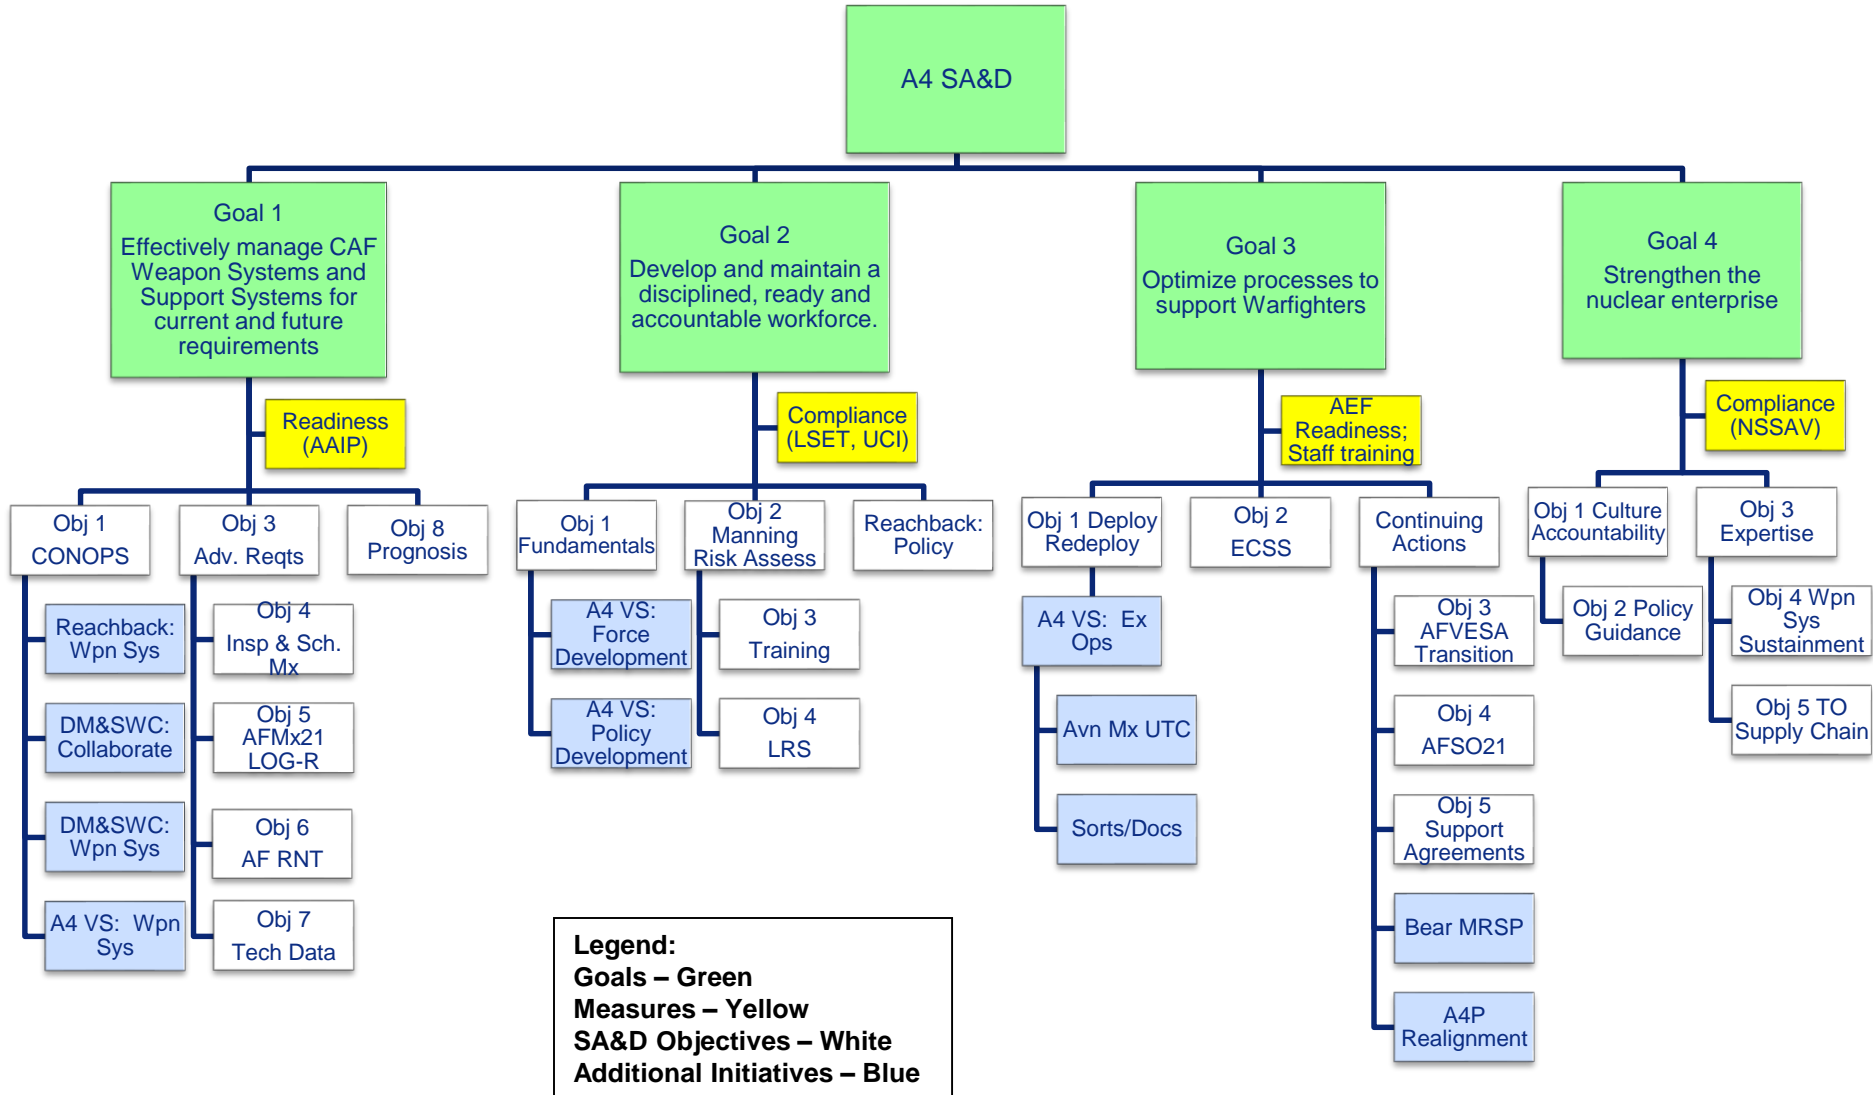 A4 SA&D
Goal 1
Effectively manage CAF
Weapon Systems and
Support Systems for
current and future
requirements
Goal 2
Develop and maintain a
disciplined, ready and
accountable workforce.
Goal 3
Optimize processes to
support Warfighters
Goal 4
Strengthen the
nuclear enterprise
Readiness
(AAIP)
Compliance
(LSET, UCI)
AEF
Readiness;
Staff training
Compliance
(NSSAV)
Obj 1
CONOPS
Obj 3
Adv. Reqts
Obj 8
Prognosis
Reachback:
Wpn Sys
DM&SWC:
Collaborate
DM&SWC:
Wpn Sys
A4 VS:  Wpn
Sys
Obj 4
Insp & Sch.
Mx
Obj 5
AFMx21
LOG-R
Obj 6
AF RNT
Obj 7
Tech Data
Obj 1
Fundamentals
Obj 2
Manning
Risk Assess
Reachback:
Policy
A4 VS:
Force
Development
A4 VS:
Policy
Development
Obj 3
Training
Obj 4
LRS
Obj 1 Deploy
Redeploy
Obj 2
ECSS
Continuing
Actions
A4 VS:  Ex
Ops
Avn Mx UTC
Sorts/Docs
Obj 3
AFVESA
Transition
Obj 4
AFSO21
Obj 5
Support
Agreements
Bear MRSP
A4P
Realignment
Obj 1 Culture
Accountability
Obj 3
Expertise
Obj 2 Policy
Guidance
Obj 4 Wpn
Sys
Sustainment
Obj 5 TO
Supply Chain
Legend:
Goals – Green
Measures – Yellow
SA&D Objectives – White
Additional Initiatives – Blue